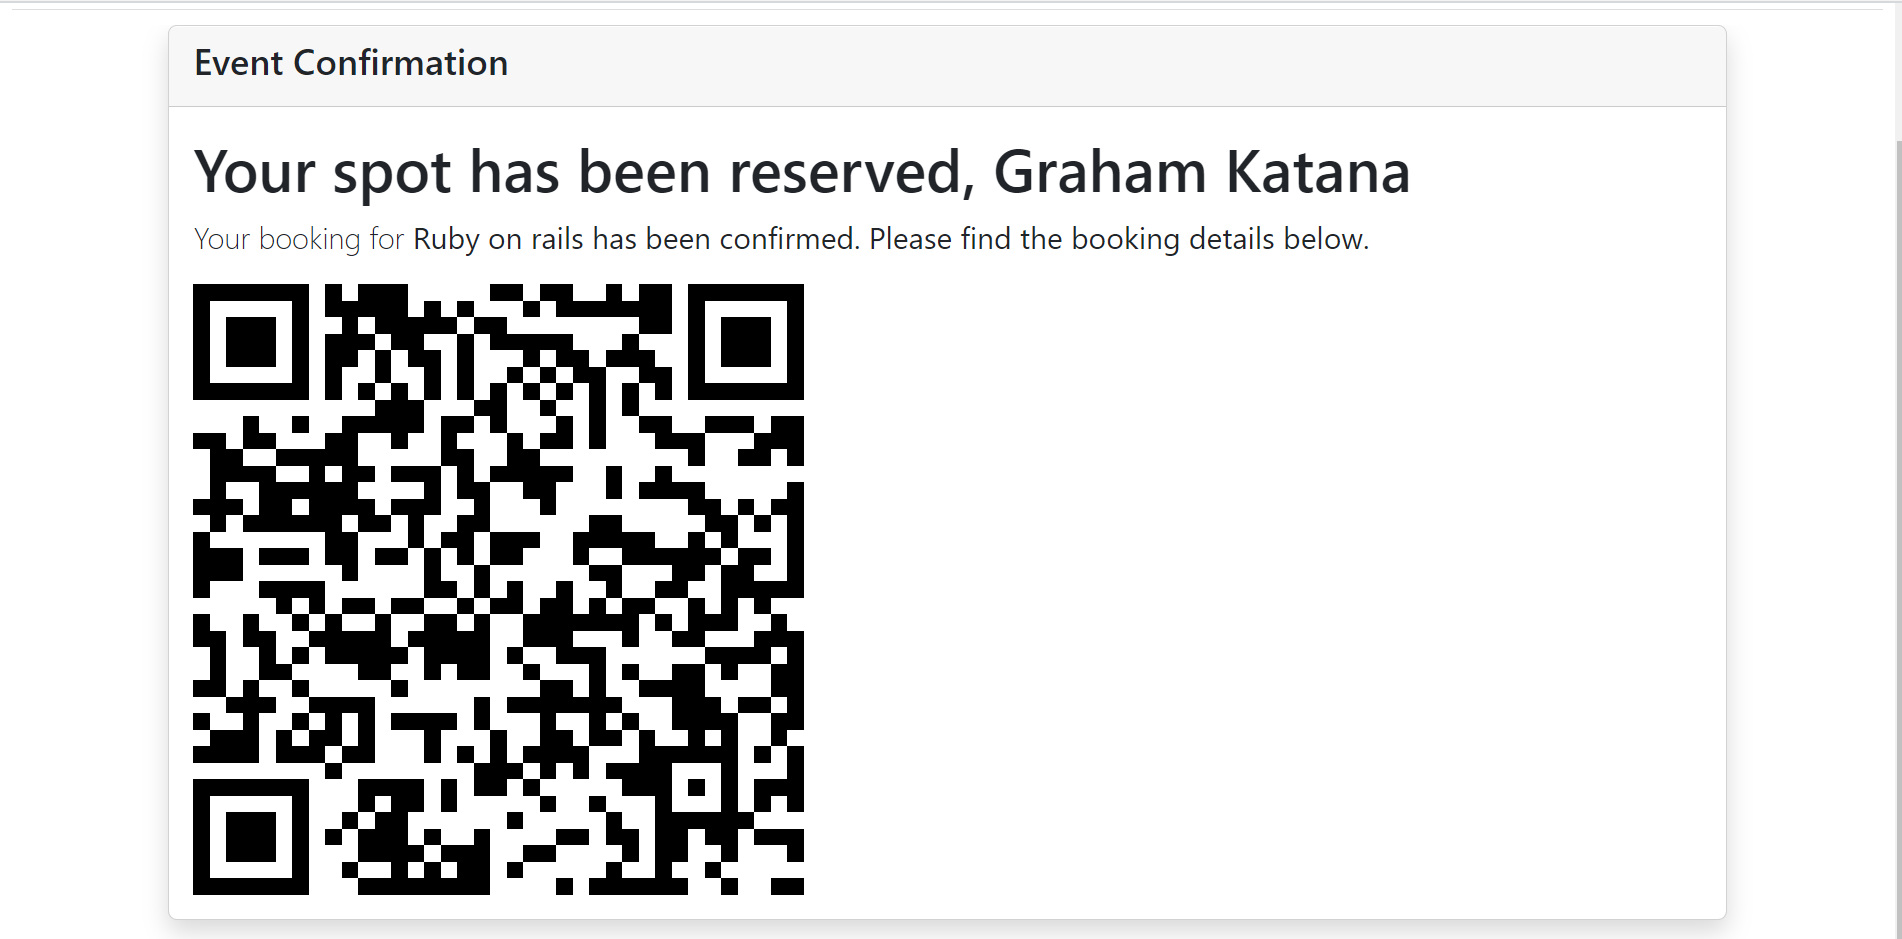 Event Confirmation
Your spot has been reserved, Graham Katana
Your booking for Ruby on rails has been confirmed. Please find the booking details below.